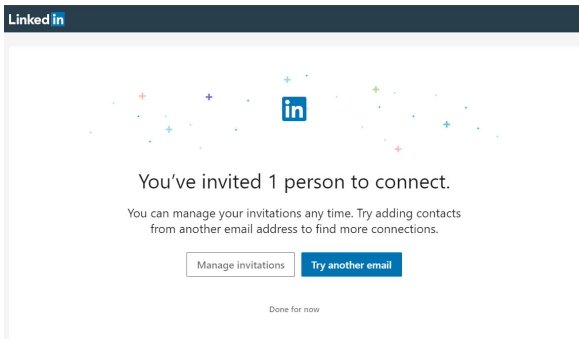 Linked in
in
You've invited 1 person to connect.
You can manage your invitations any time. Try adding contacts
from another email address to find more connections.
Manage invitations Try another email
Done for now